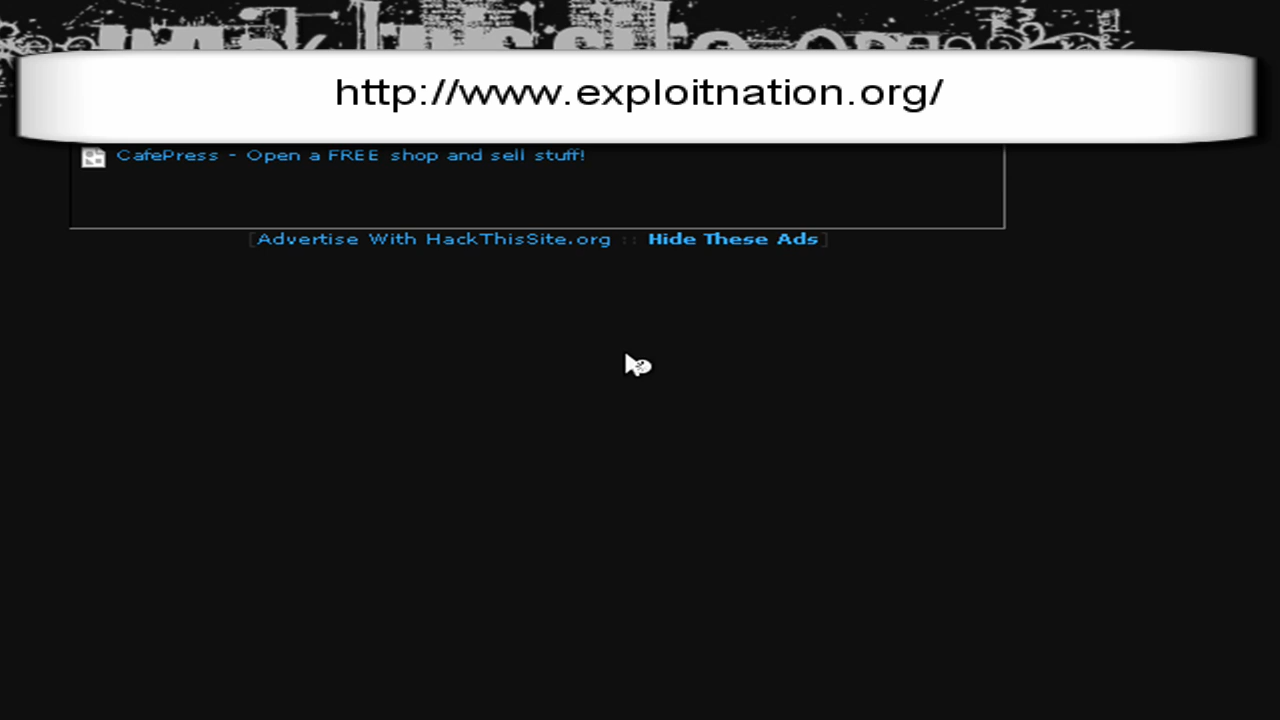 http://www.exploitnation.org/
CafePress - Open a FREE shop and sell stuff!
[Advertise With HackThisSite.org :: Hide These Ads]